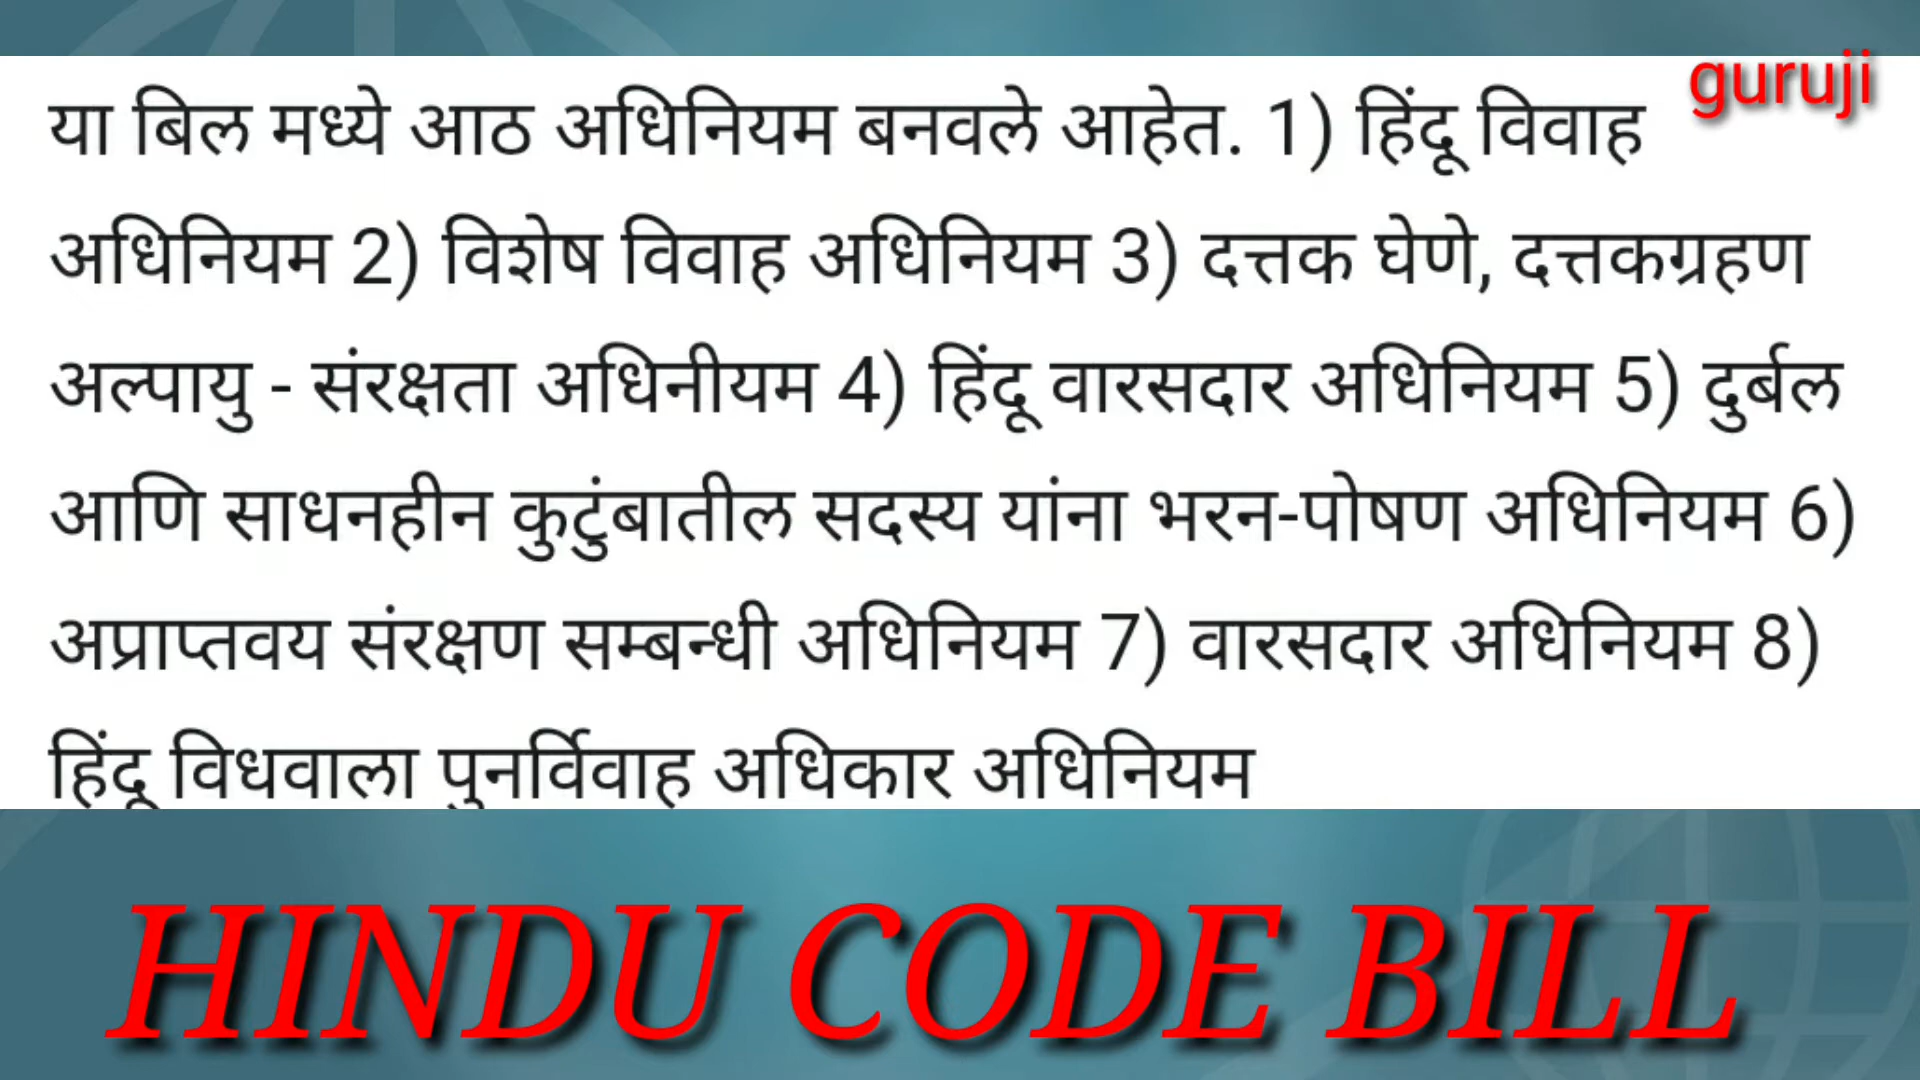 guruji
या बिल मध्ये आठ अधिनियम बनवले आहेत. 1) हिंदू विवाह
अधिनियम 2) विशेष विवाह अधिनियम 3) दत्तक घेणे, दत्तकग्रहण
अल्पायु - संरक्षता अधिनीयम 4) हिंदू वारसदार अधिनियम 5) दुर्बल
आणि साधनहीन कुटुंबातील सदस्य यांना भरन-पोषण अधिनियम 6)
अप्राप्तवय संरक्षण सम्बन्धी अधिनियम 7) वारसदार अधिनियम 8)
हिंदू विधवाला पुनर्विवाह अधिकार अधिनियम
HINDU CODE BILL